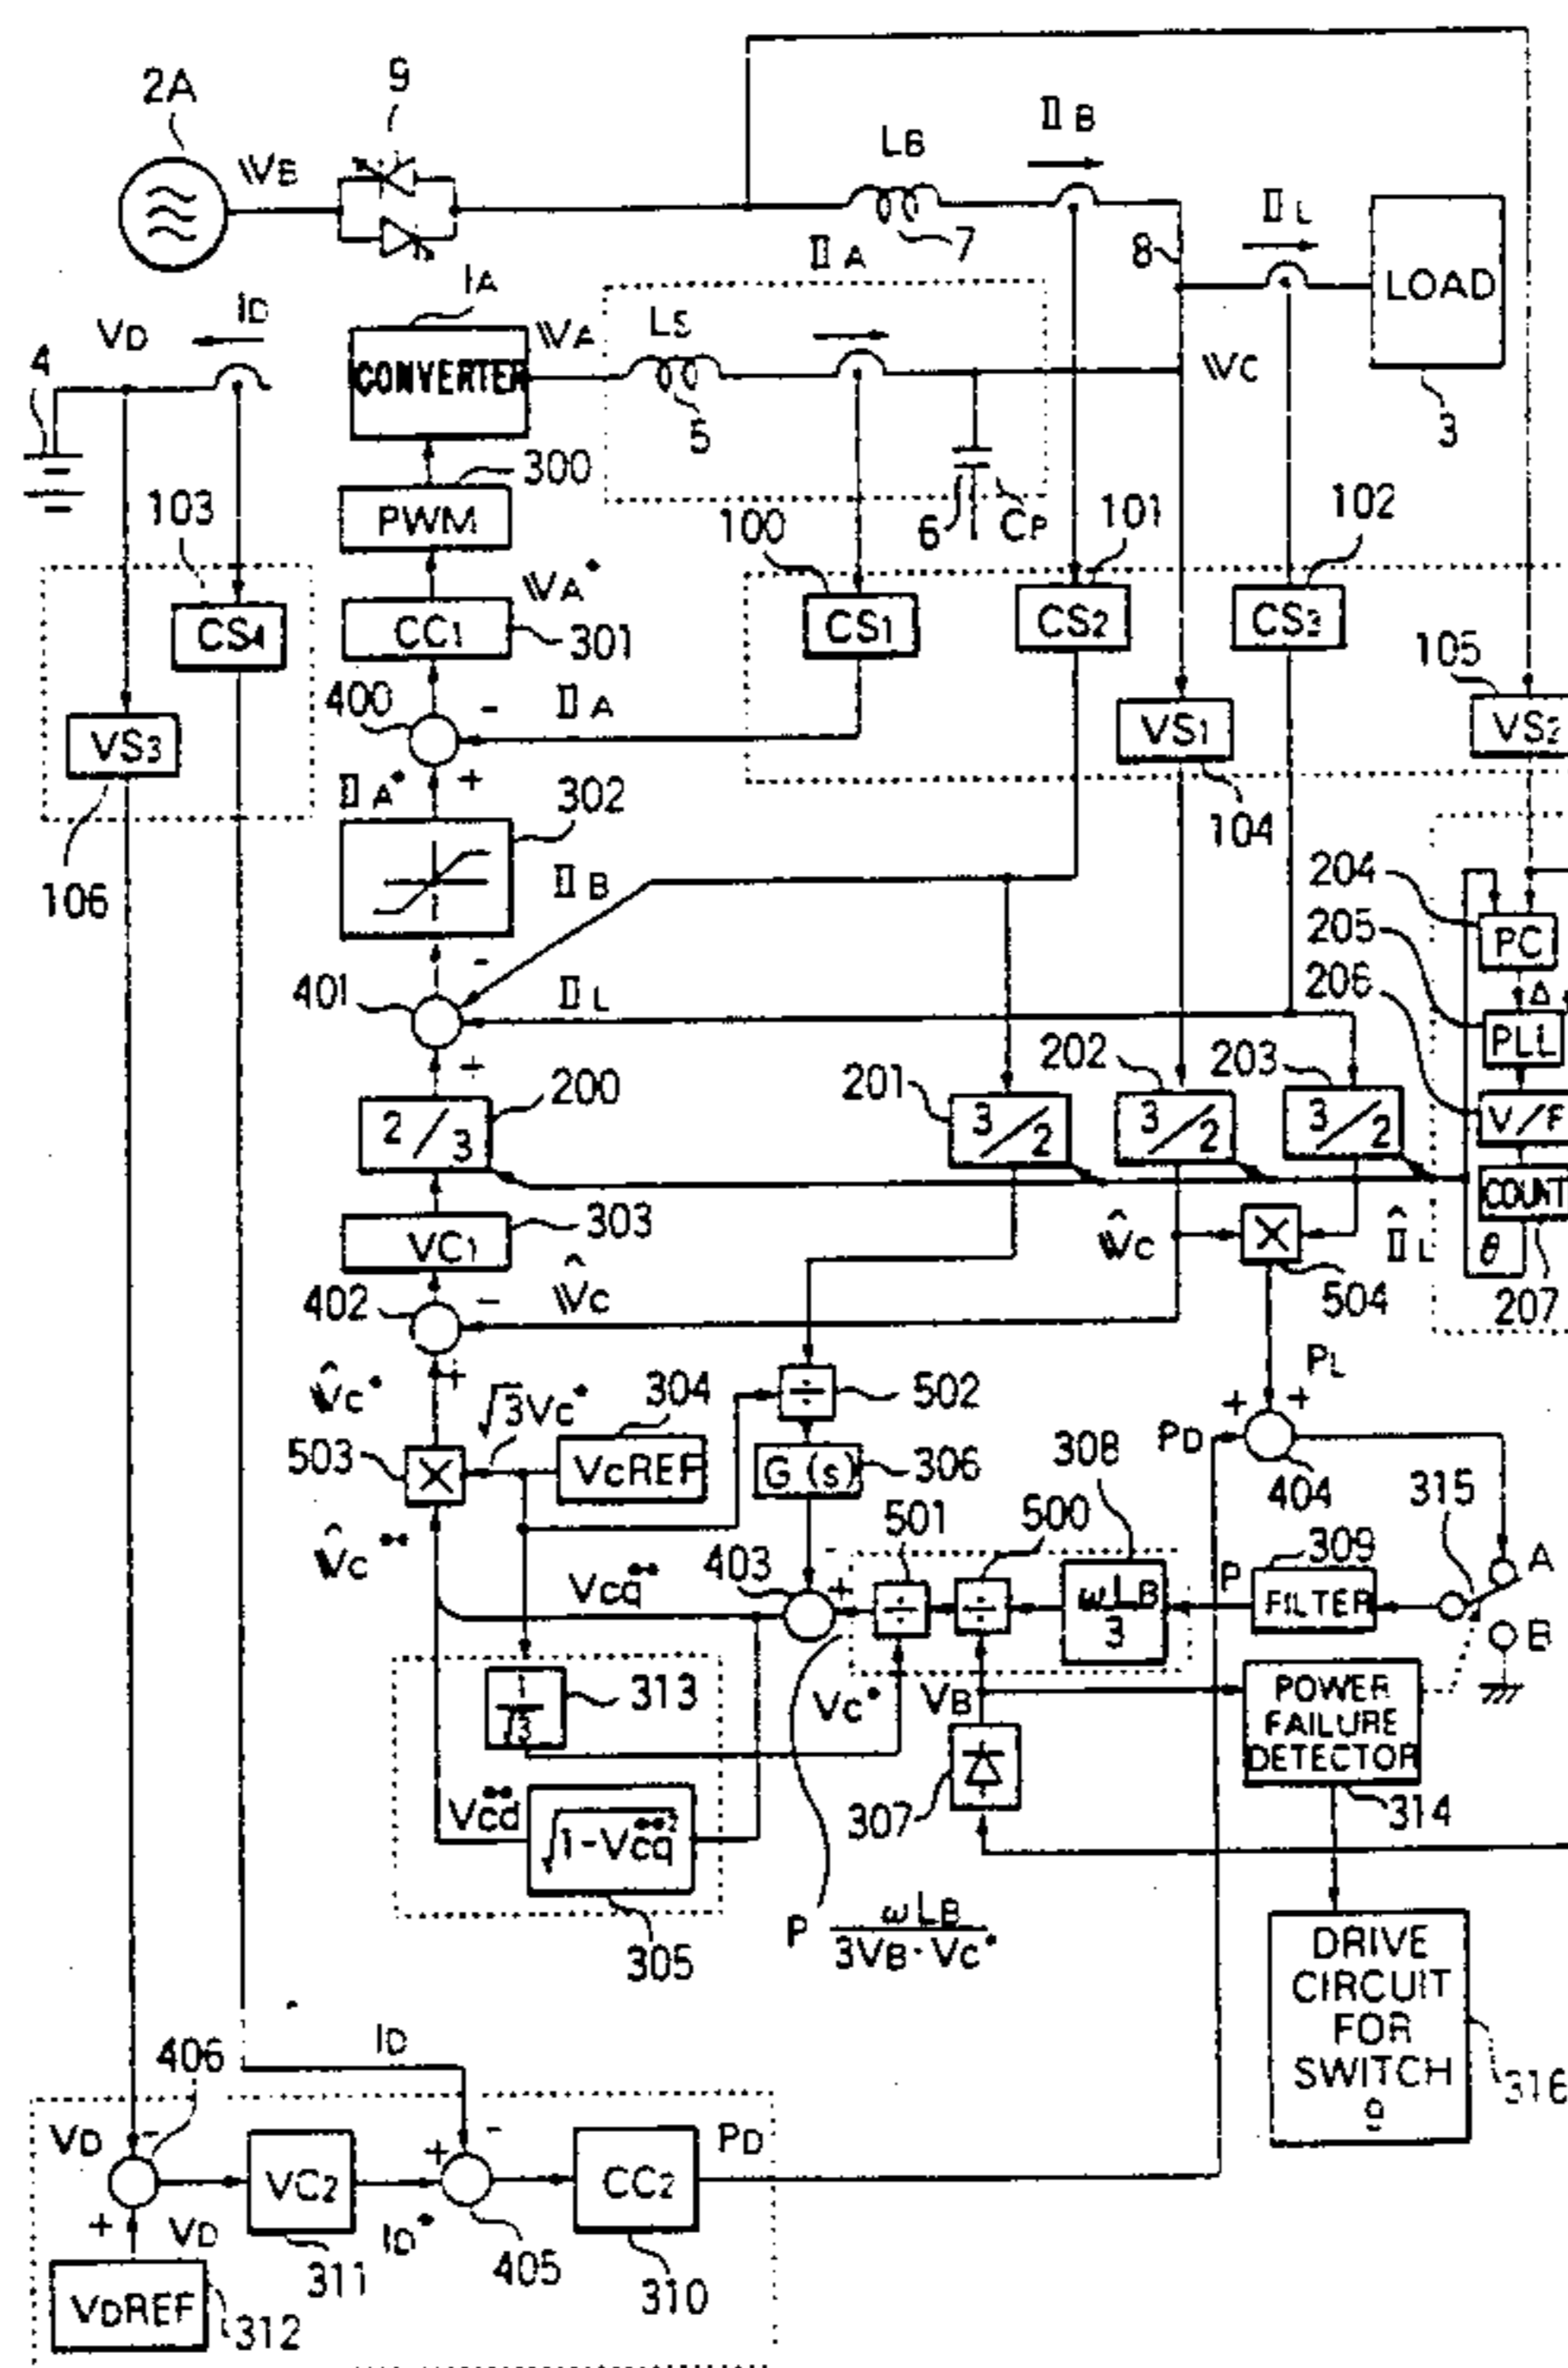 2A
9
VB
LB
IB
7
IA
8
IL
LOAD
3
VD
ID
1A
4
CONVERTER
VA
LS
5
VC
6
CP
300
PWM
103
100
101
102
VA*
CS4
CC1
301
CS1
CS2
CS3
105
400
-
IA
VS3
VS1
VS2
+
IA*
302
104
106
IB
204
PC
205
-
206
Δ
401
IL
PLL
+
200
201
202
203
2/3
3/2
3/2
3/2
V/F
COUNT
303
VC1
V̂C
×
ÎL
θ
504
207
402
-
V̂C
+
PL
V̂C*
√3VC*
304
÷
502
+
+
PD
503
×
VCREF
G(s)
306
308
404
315
501
500
309
A
V̂C**
403
+
P
VCq**
÷
÷
ωLB/3
FILTER
B
1/√3
313
VC*
VB
POWER
FAILURE
DETECTOR
VCd**
√1-VCq**²
307
314
305
P ωLB/3VB·VC*
DRIVE
CIRCUIT
FOR
SWITCH
9
316
406
ID
VD
-
+
-
PD
VC2
CC2
+
VD
311
ID*
405
310
VDREF
312